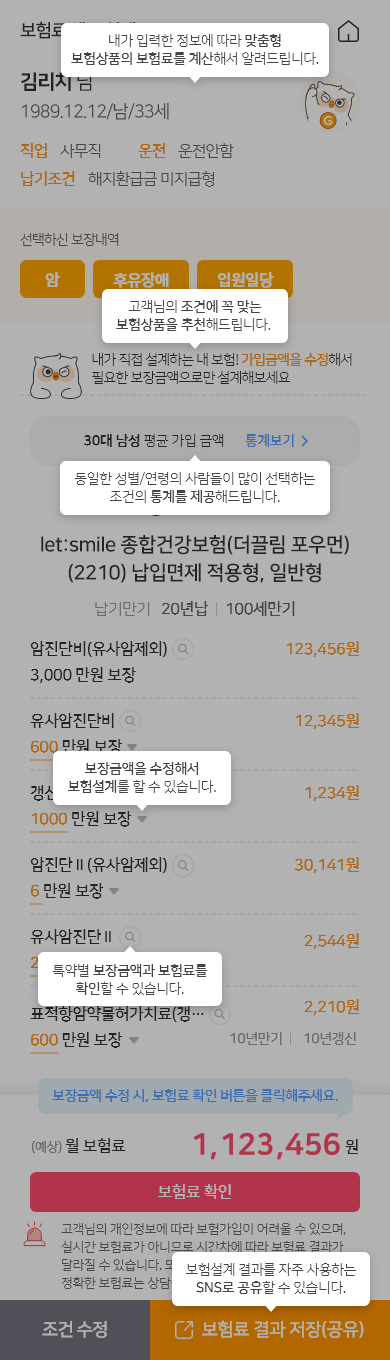 보험료
내가 입력한 정보에 따라 맞춤형
보험상품의 보험료를 계산해서 알려드립니다.
김리치 님
1989.12.12/남/33세
G
직업 사무직 운전 운전안함
납기조건 해지환급금 미지급형
선택하신 보장내역
암 후유장애 입원일당
고객님의 조건에 꼭 맞는
보험상품을 추천해드립니다.
내가 직접 설계하는 내 보험! 가입금액을 수정해서
필요한 보장금액으로만 설계해보세요
30대 남성 평균 가입 금액 통계보기 >
동일한 성별/연령의 사람들이 많이 선택하는
조건의 통계를 제공해드립니다.
let:smile 종합건강보험(더끌림 포우먼)
(2210) 납입면제 적용형, 일반형
납기만기 20년납 | 100세만기
암진단비(유사암제외) 123,456원
3,000 만원 보장
유사암진단비 12,345원
600 만원 보장
보장금액을 수정해서
보험설계를 할 수 있습니다.
갱신 1,234원
1000 만원 보장
암진단 II (유사암제외) 30,141원
6 만원 보장
유사암진단 II 2,544원
특약별 보장금액과 보험료를
확인할 수 있습니다.
표적항암약물허가치료(갱… 2,210원
600 만원 보장 10년만기 | 10년갱신
보장금액 수정 시, 보험료 확인 버튼을 클릭해주세요.
(예상) 월 보험료 1,123,456 원
보험료 확인
고객님의 개인정보에 따라 보험가입이 어려울 수 있으며,
실시간 보험료가 아니므로 시간차에 따라 보험료 결과가
달라질 수 있습니다.
정확한 보험료는 상담
보험설계 결과를 자주 사용하는
SNS로 공유할 수 있습니다.
조건 수정 보험료 결과 저장(공유)